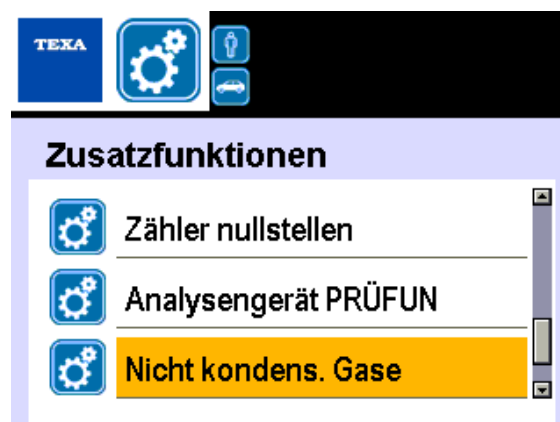 TEXA
Zusatzfunktionen
Zähler nullstellen
Analysengerät PRÜFUN
Nicht kondens. Gase